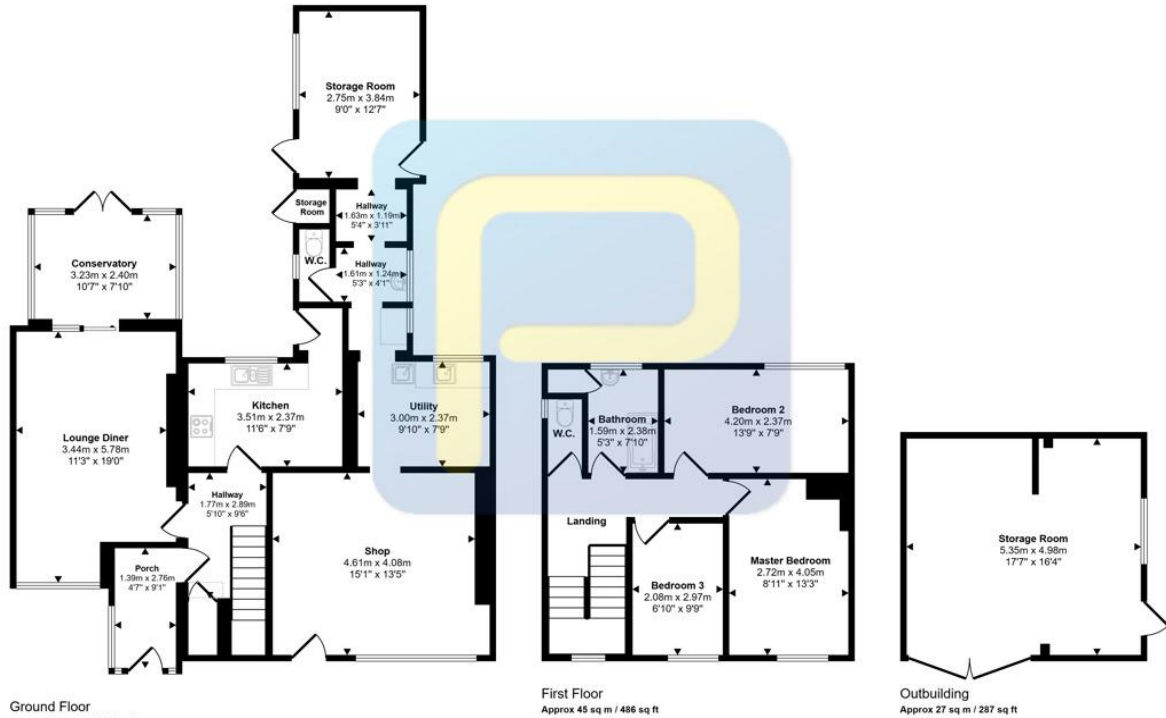 Storage Room
2.75m x 3.84m
9'0" x 12'7"
Storage
Room
Hallway
1.63m x 1.19m
5'4" x 3'11"
W.C.
Hallway
1.61m x 1.24m
5'3" x 4'1"
Conservatory
3.23m x 2.40m
10'7" x 7'10"
Kitchen
3.51m x 2.37m
11'6" x 7'9"
Utility
3.00m x 2.37m
9'10" x 7'9"
Lounge Diner
3.44m x 5.78m
11'3" x 19'0"
Hallway
1.77m x 2.89m
5'10" x 9'6"
Porch
1.39m x 2.76m
4'7" x 9'1"
Shop
4.61m x 4.08m
15'1" x 13'5"
Ground Floor
W.C.
Bathroom
1.59m x 2.38m
5'3" x 7'10"
Bedroom 2
4.20m x 2.37m
13'9" x 7'9"
Landing
Bedroom 3
2.08m x 2.97m
6'10" x 9'9"
Master Bedroom
2.72m x 4.05m
8'11" x 13'3"
First Floor
Approx 45 sq m / 486 sq ft
Storage Room
5.35m x 4.98m
17'7" x 16'4"
Outbuilding
Approx 27 sq m / 287 sq ft